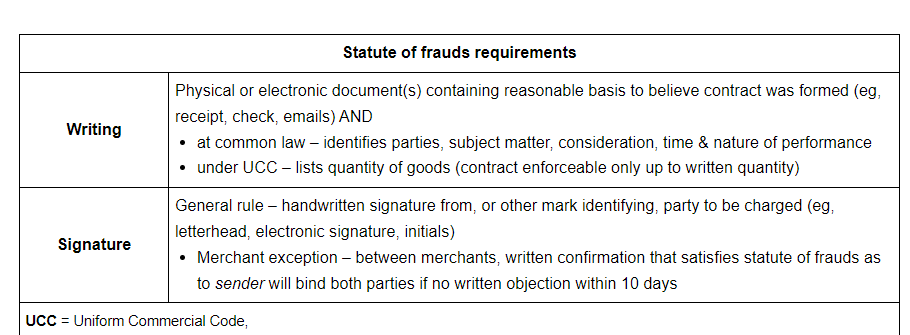 Statute of frauds requirements
Writing
Physical or electronic document(s) containing reasonable basis to believe contract was formed (eg,
receipt, check, emails) AND
• at common law – identifies parties, subject matter, consideration, time & nature of performance
• under UCC – lists quantity of goods (contract enforceable only up to written quantity)
Signature
General rule – handwritten signature from, or other mark identifying, party to be charged (eg,
letterhead, electronic signature, initials)
• Merchant exception – between merchants, written confirmation that satisfies statute of frauds as
to sender will bind both parties if no written objection within 10 days
UCC = Uniform Commercial Code,